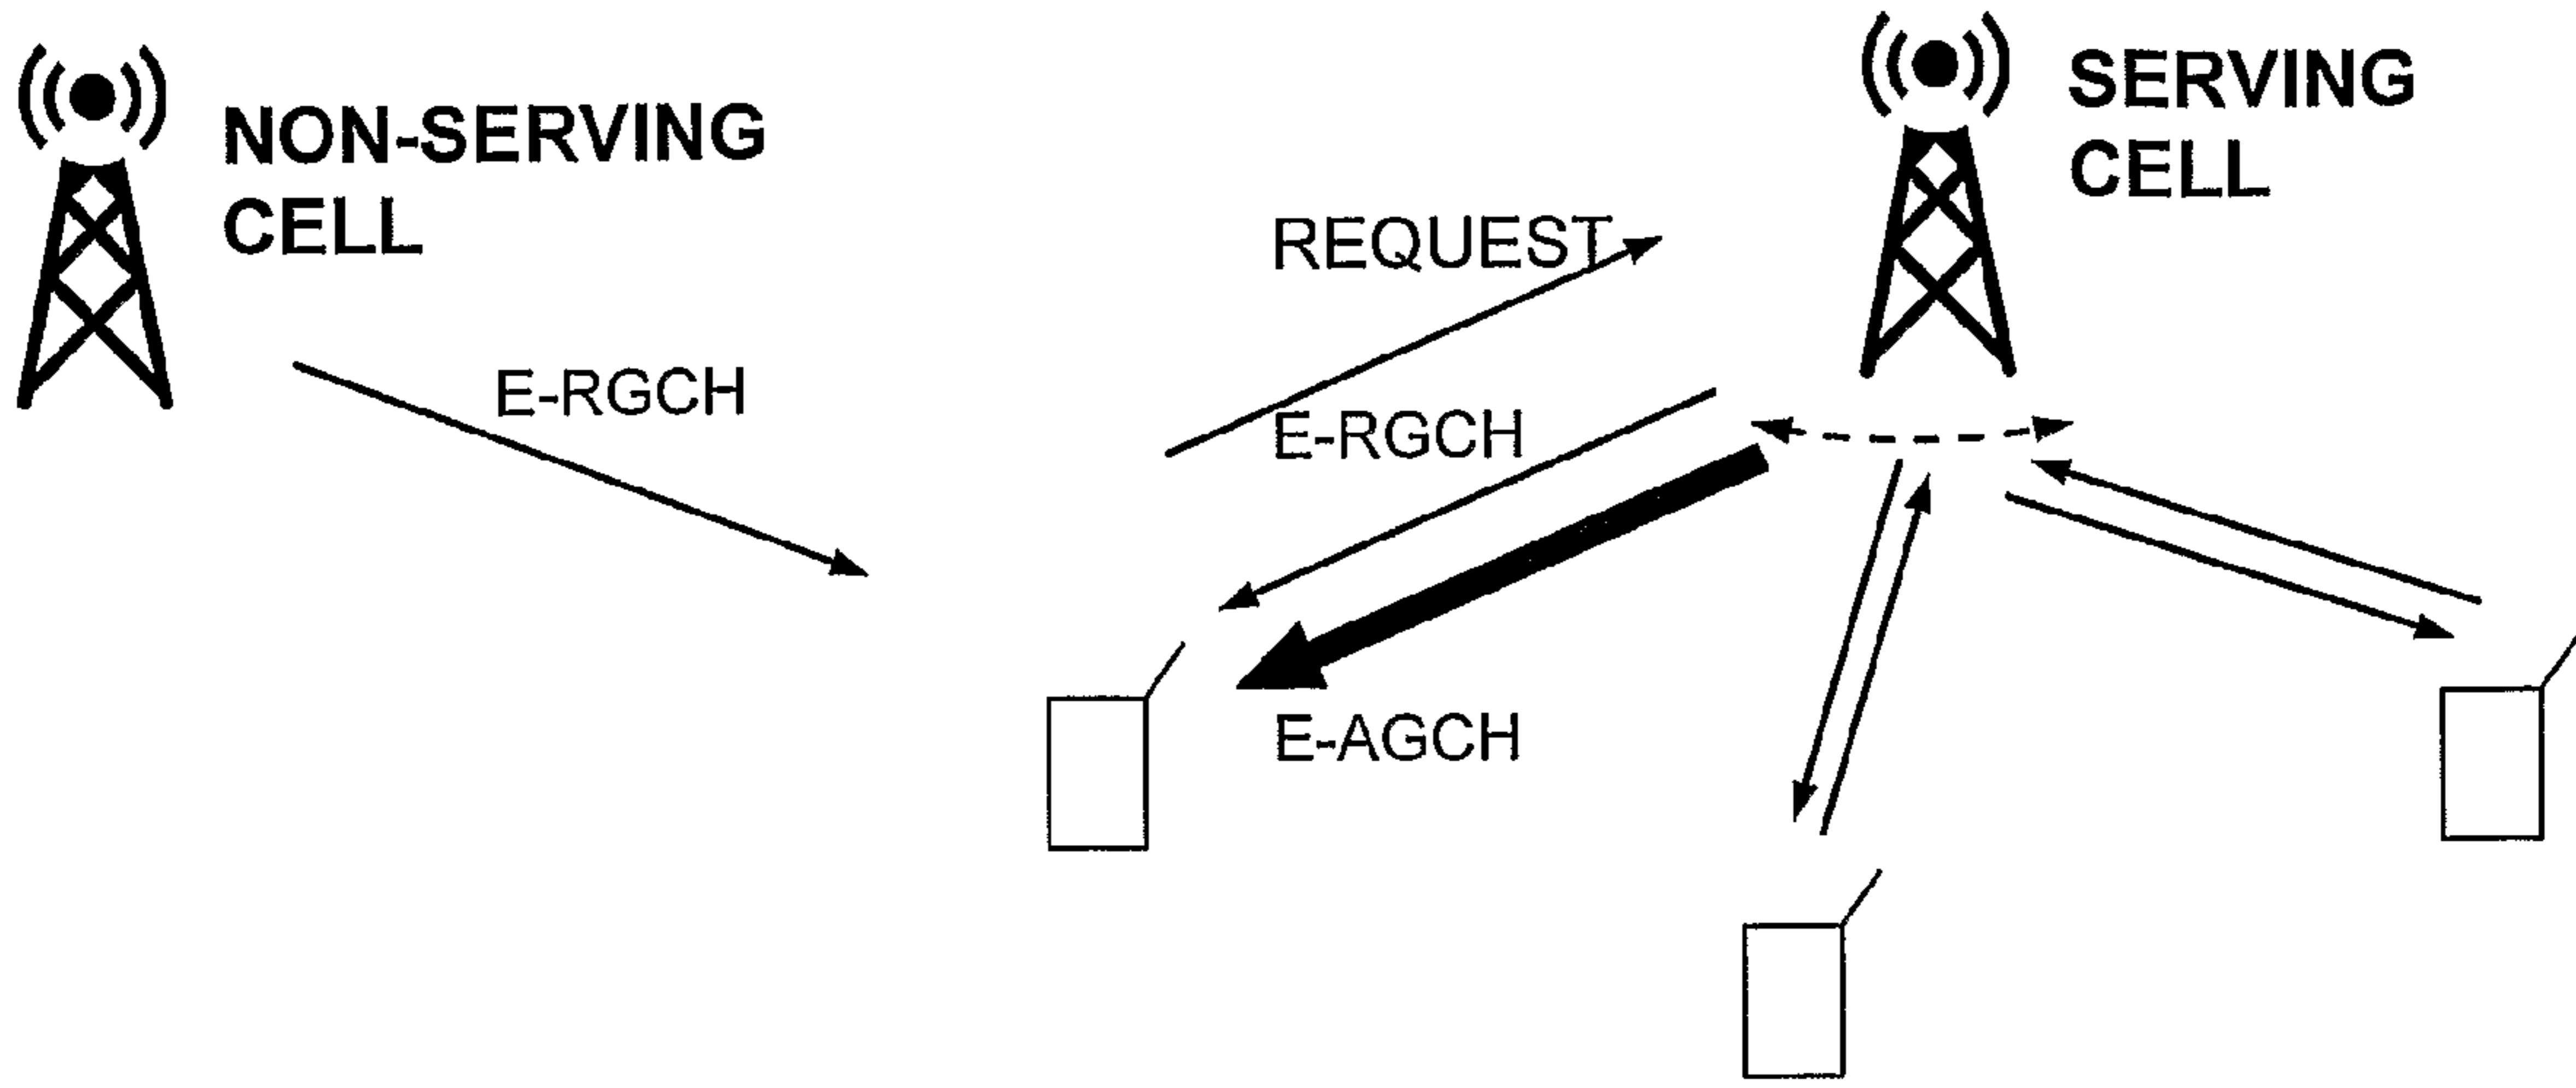 NON-SERVING
CELL
SERVING
CELL
REQUEST
E-RGCH
E-RGCH
E-AGCH